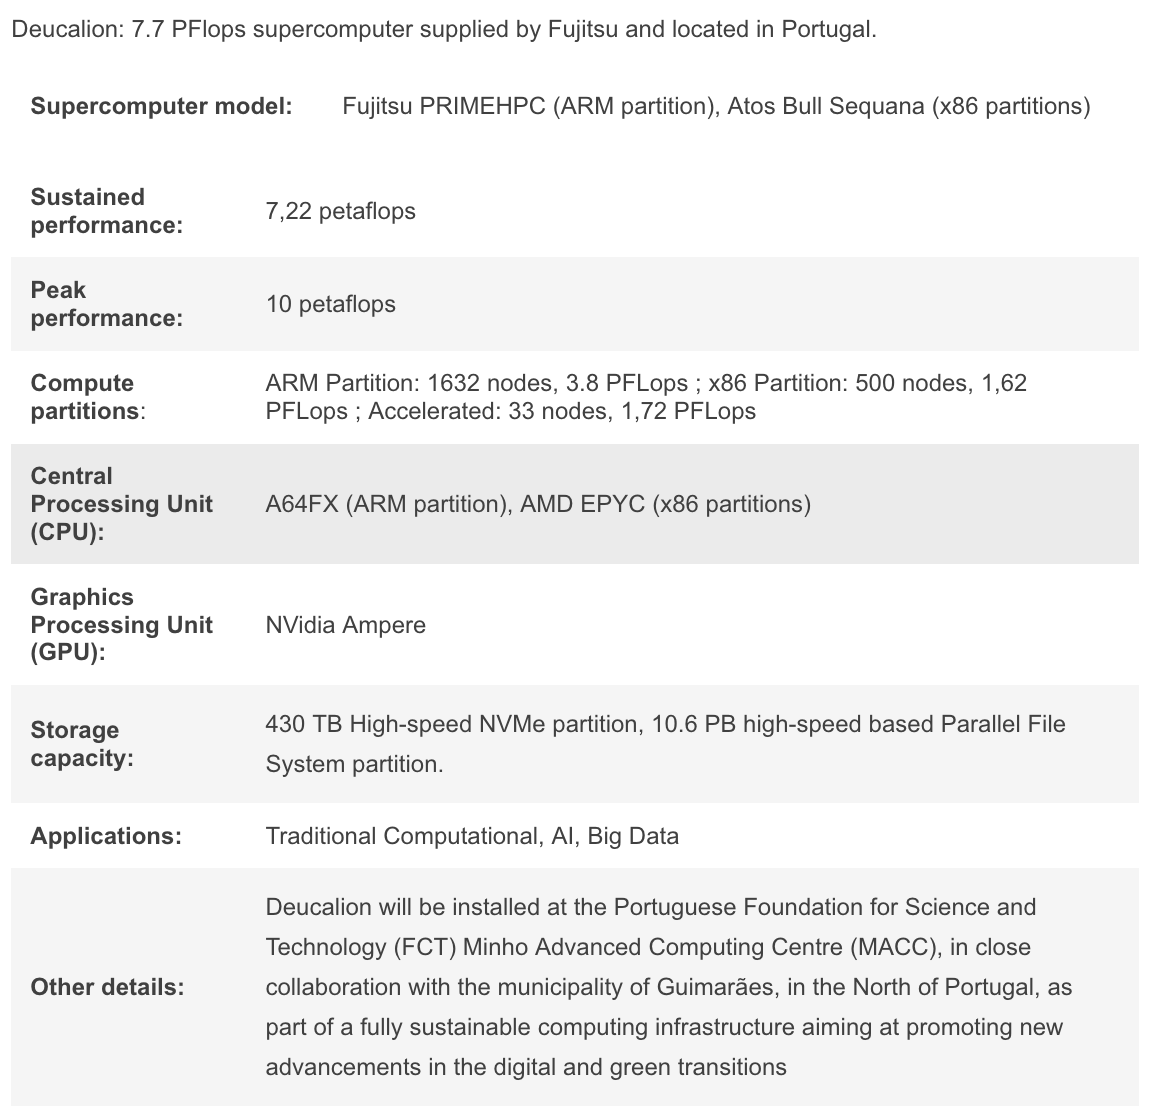 Deucalion: 7.7 PFlops supercomputer supplied by Fujitsu and located in Portugal.
Supercomputer model: Fujitsu PRIMEHPC (ARM partition), Atos Bull Sequana (x86 partitions)
Sustained
performance:
7,22 petaflops
Peak
performance:
10 petaflops
Compute
partitions:
ARM Partition: 1632 nodes, 3.8 PFLops ; x86 Partition: 500 nodes, 1,62
PFLops ; Accelerated: 33 nodes, 1,72 PFLops
Central
Processing Unit
(CPU):
A64FX (ARM partition), AMD EPYC (x86 partitions)
Graphics
Processing Unit
(GPU):
NVidia Ampere
Storage
capacity:
430 TB High-speed NVMe partition, 10.6 PB high-speed based Parallel File
System partition.
Applications: Traditional Computational, AI, Big Data
Other details:
Deucalion will be installed at the Portuguese Foundation for Science and
Technology (FCT) Minho Advanced Computing Centre (MACC), in close
collaboration with the municipality of Guimarães, in the North of Portugal, as
part of a fully sustainable computing infrastructure aiming at promoting new
advancements in the digital and green transitions